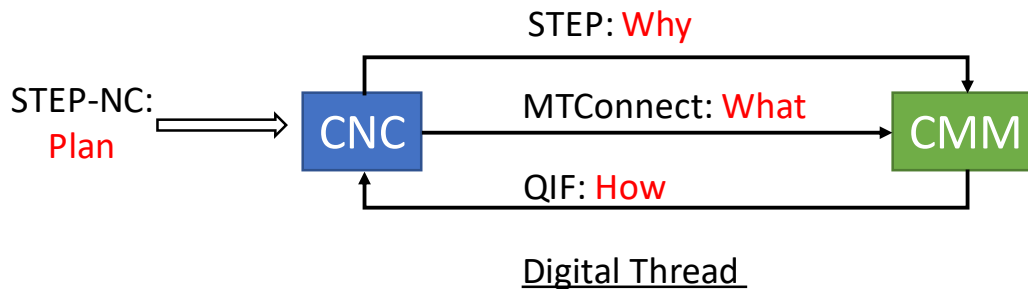 STEP: Why
STEP-NC:
Plan
CNC
MTConnect: What
CMM
QIF: How
Digital Thread